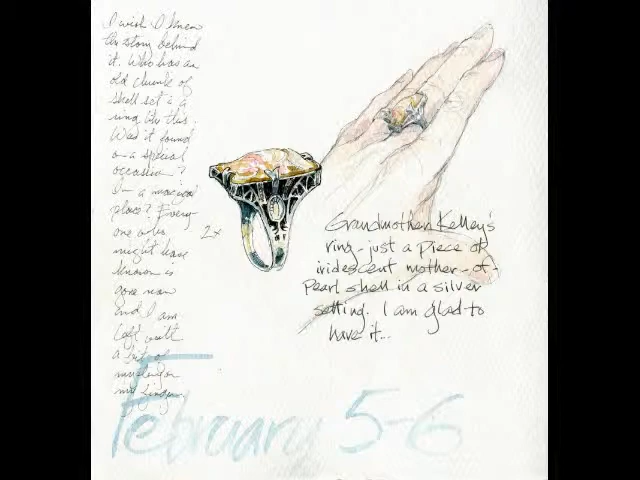 I wish I knew
the story behind
it. Who has an
old chunk of
shell set in a
ring like this.
Was it found
on a special
occasion?
In a magical
place? Every-
one who
might have
known is
gone now
and I am
left with
a bit of
mystery on
my finger
2x
Grandmother Kelley's
ring - just a piece of
iridescent mother-of-
Pearl shell in a silver
setting. I am glad to
have it...
February 5-6